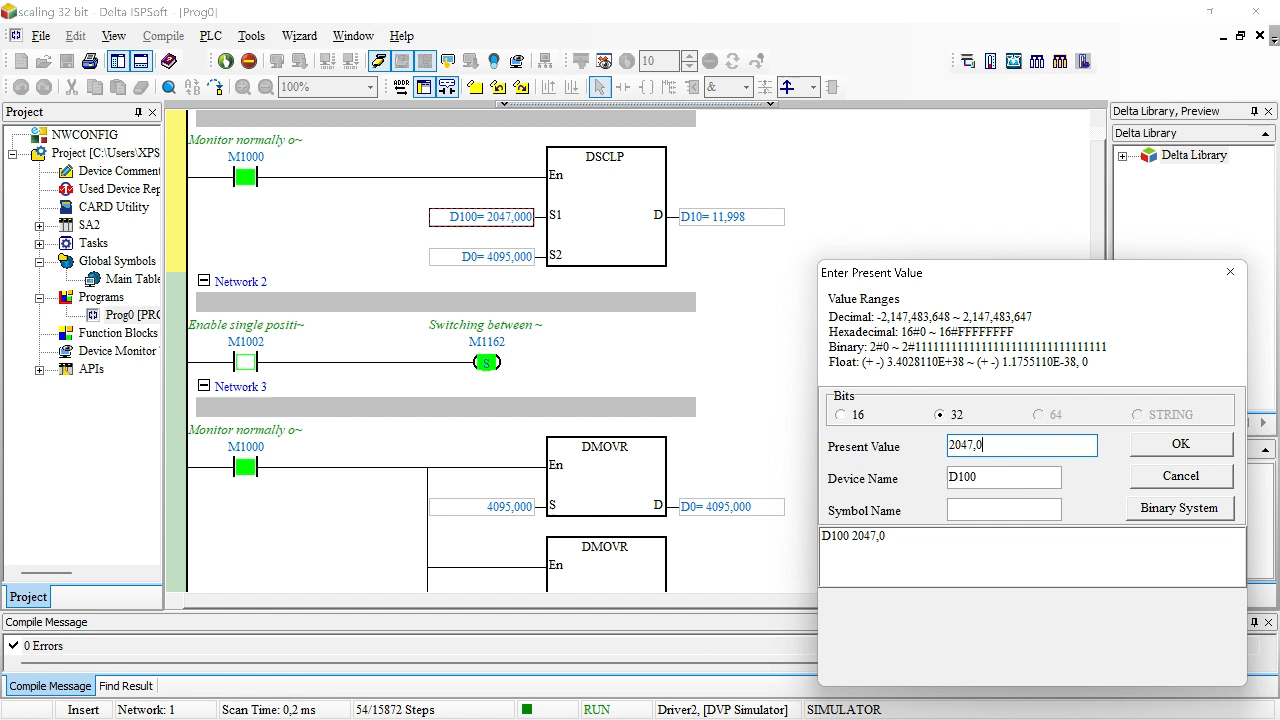 scaling 32 bit - Delta ISPSoft - [Prog0]
File Edit View Compile PLC Tools Wizard Window Help
10
100%
&
Project
NWCONFIG
Project [C:\Users\XPS
Device Comment
Used Device Rep
CARD Utility
SA2
Tasks
Global Symbols
Main Table
Programs
Prog0 [PRO
Function Blocks
Device Monitor
APIs
Project
Monitor normally o~
M1000
DSCLP
En
D100= 2047,000
S1
D
D10= 11,998
D0= 4095,000
S2
Network 2
Enable single positi~
Switching between ~
M1002
M1162
S
Network 3
Monitor normally o~
M1000
DMOVR
En
4095,000
S
D
D0= 4095,000
DMOVR
En
Delta Library, Preview
Delta Library
Delta Library
Enter Present Value
Value Ranges
Decimal: -2,147,483,648 ~ 2,147,483,647
Hexadecimal: 16#0 ~ 16#FFFFFFFF
Binary: 2#0 ~ 2#11111111111111111111111111111111
Float: (+ -) 3.4028110E+38 ~ (+ -) 1.1755110E-38, 0
Bits
16 32 64 STRING
Present Value 2047,0 OK
Device Name D100 Cancel
Symbol Name Binary System
D100 2047,0
Compile Message
0 Errors
Compile Message Find Result
Insert Network: 1 Scan Time: 0,2 ms 54/15872 Steps RUN Driver2, [DVP Simulator] SIMULATOR